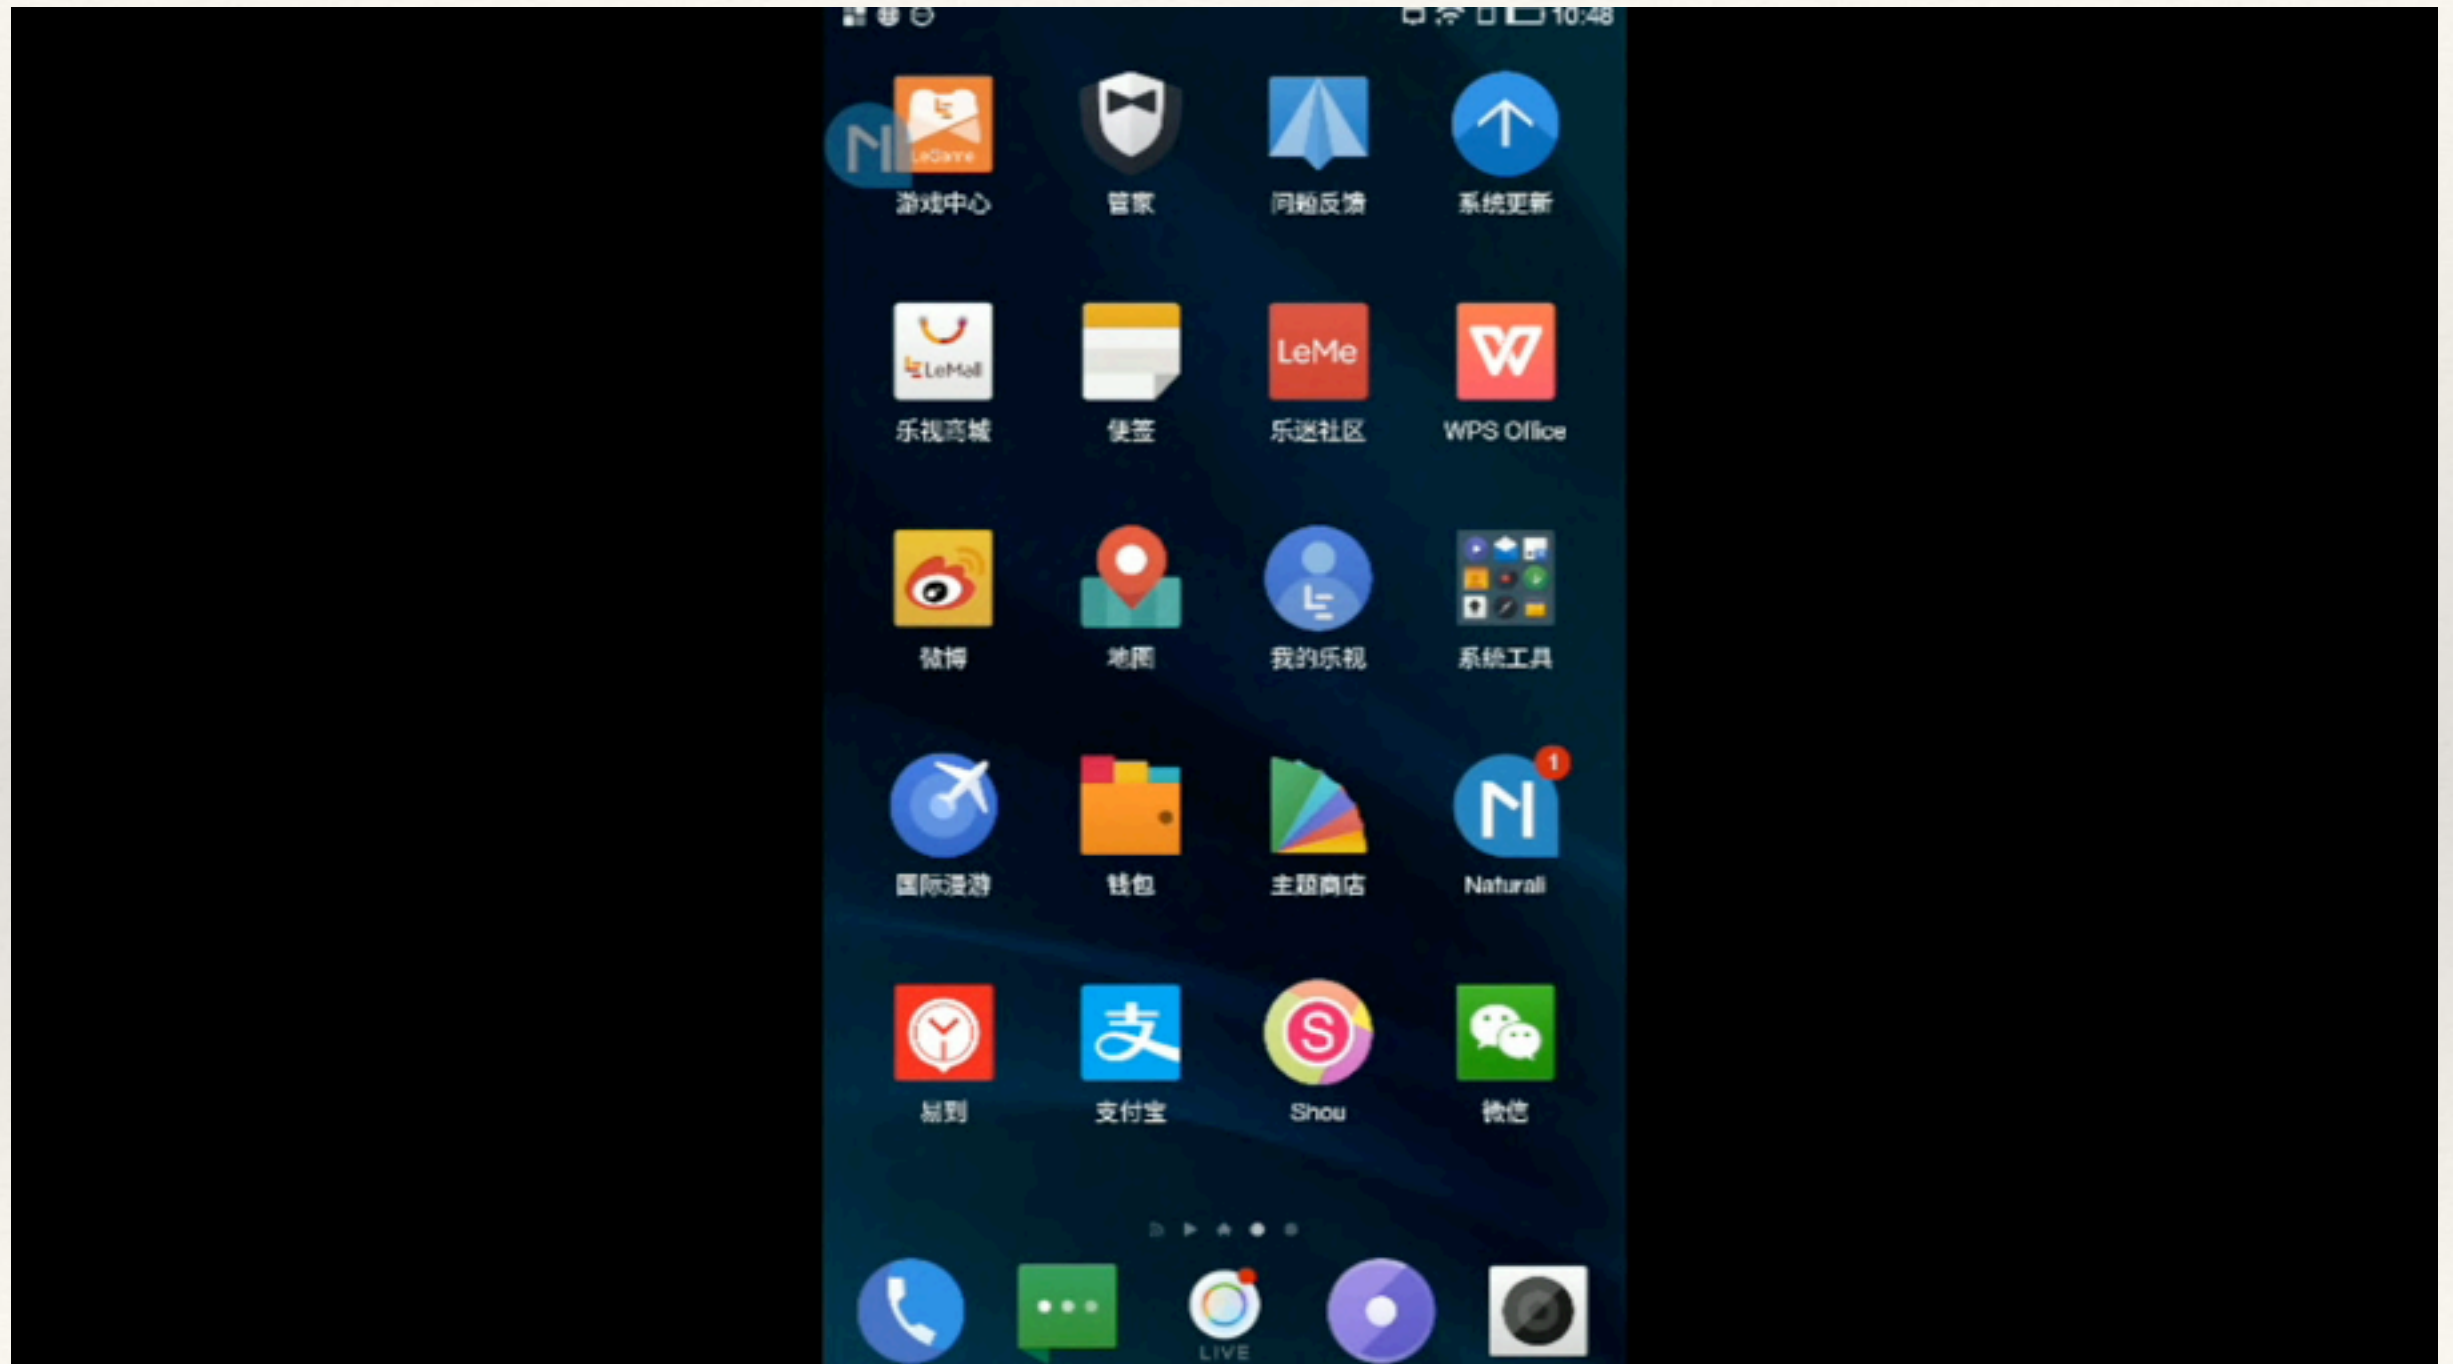 10:48
LeGame
游戏中心 管家 问题反馈 系统更新
LeMall LeMe W
乐视商城 便签 乐迷社区 WPS Office
微博 地图 我的乐视 系统工具
1
N
国际漫游 钱包 主题商店 Naturali
支 S
易到 支付宝 Shou 微信
LIVE